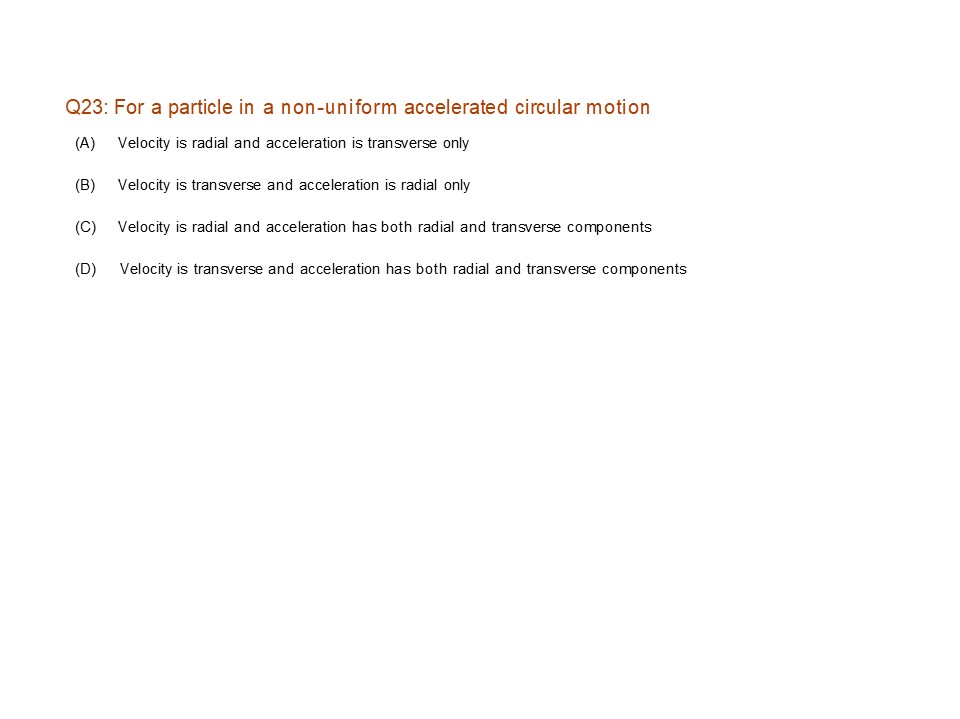 Q23: For a particle in a non-uniform accelerated circular motion
(A) Velocity is radial and acceleration is transverse only
(B) Velocity is transverse and acceleration is radial only
(C) Velocity is radial and acceleration has both radial and transverse components
(D) Velocity is transverse and acceleration has both radial and transverse components